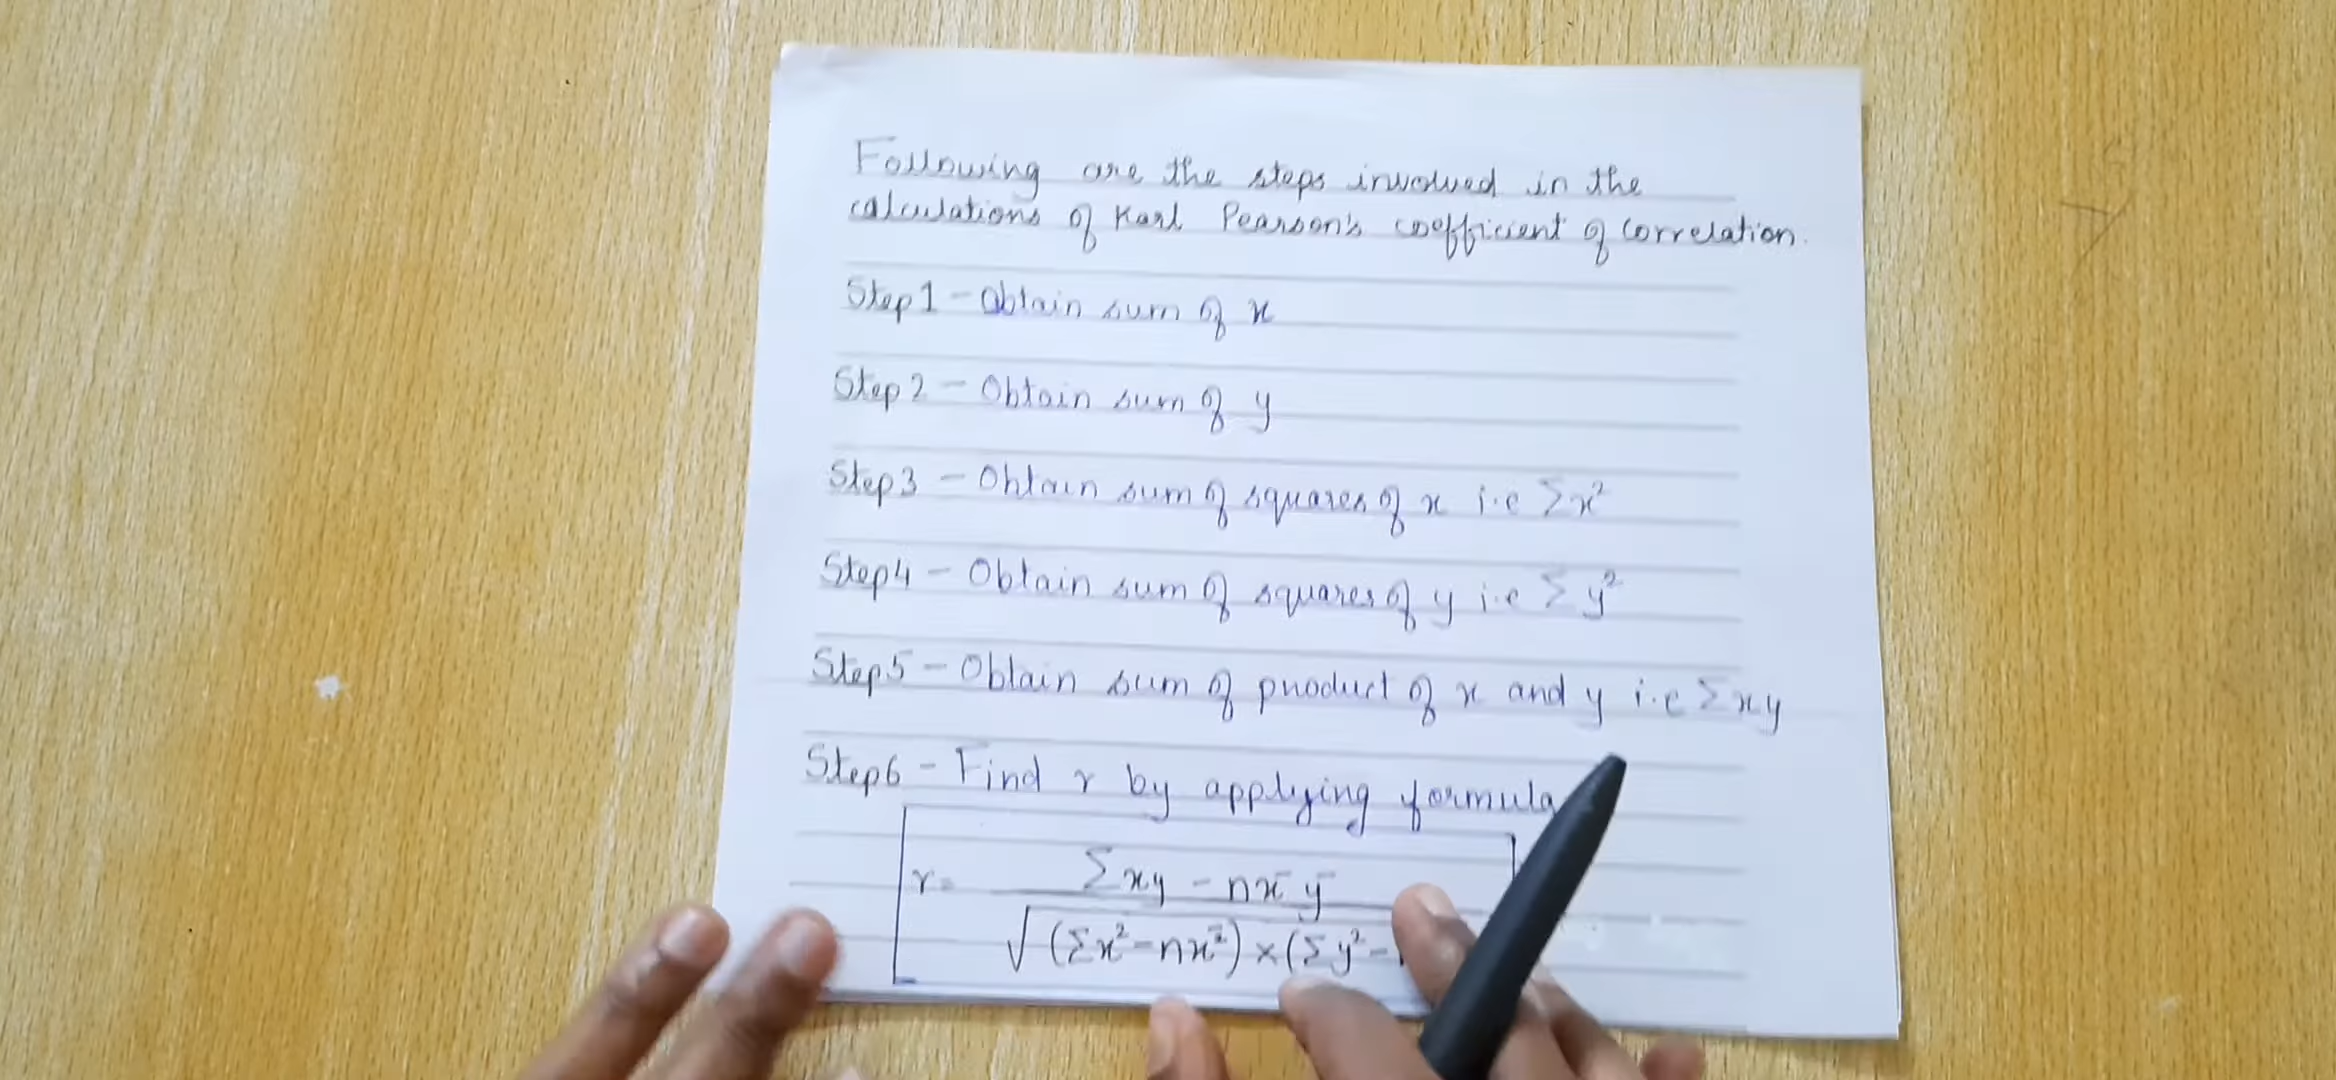 Following are the steps involved in the
calculations of Karl Pearson's coefficient of correlation.
Step 1 - Obtain sum of x
Step 2 - Obtain sum of y
Step 3 - Obtain sum of squares of x i.e Σx²
Step 4 - Obtain sum of squares of y i.e Σy²
Step 5 - Obtain sum of product of x and y i.e Σxy
Step 6 - Find r by applying formula
r = Σxy - nx̄ȳ
√(Σx² - nx̄²) × (Σy² -